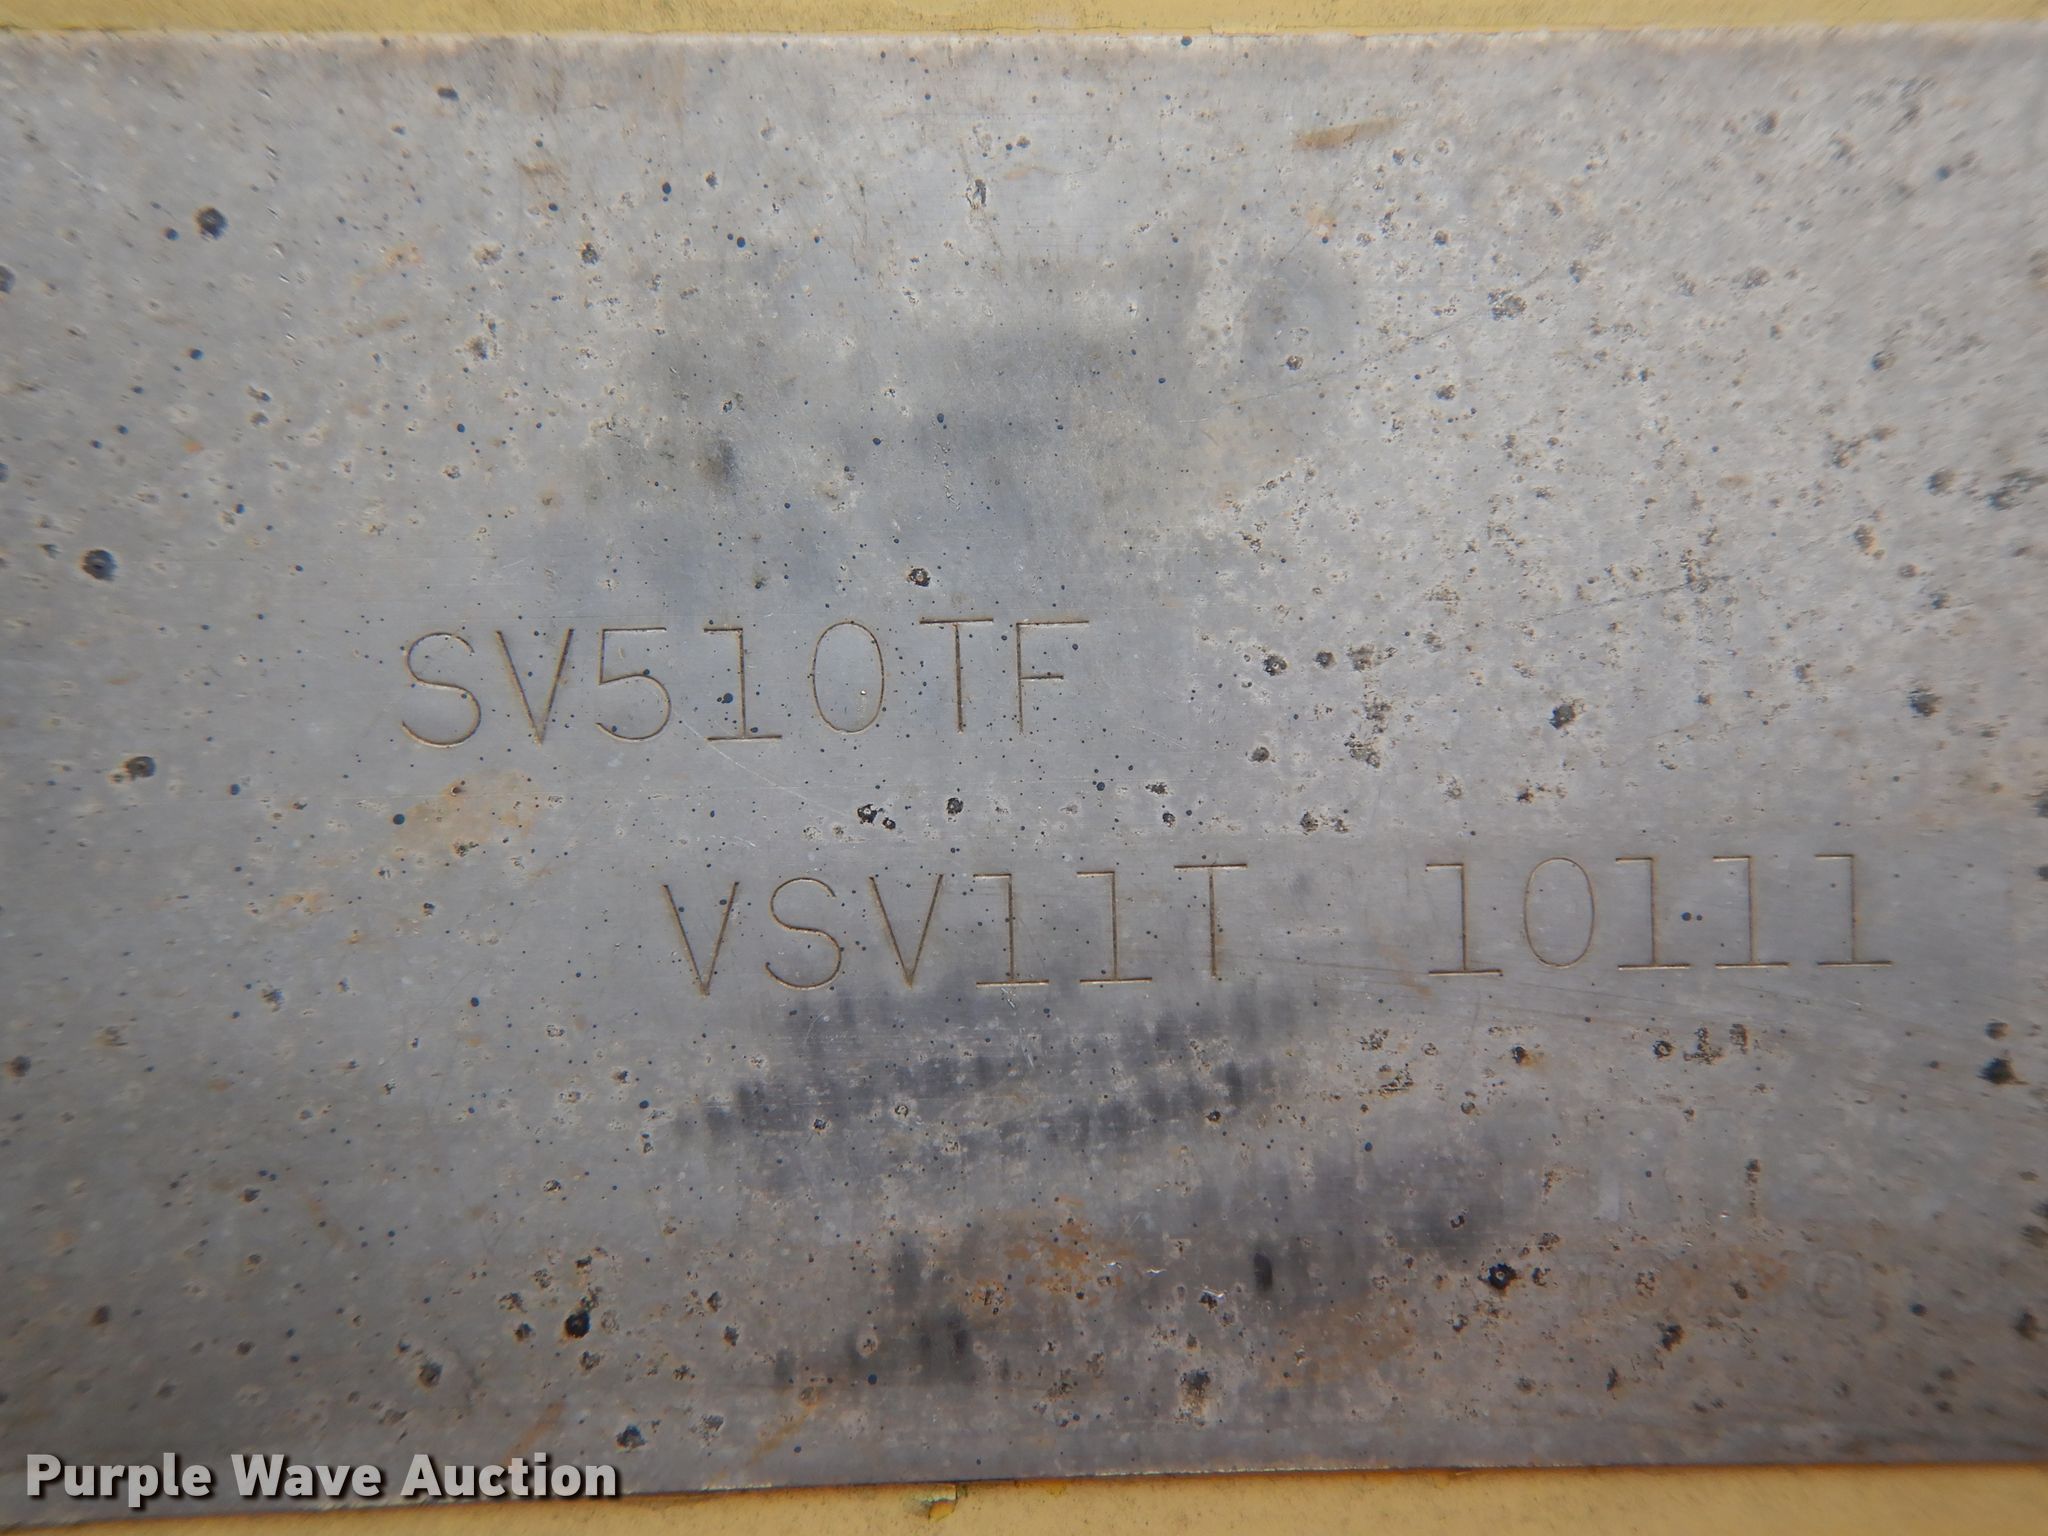 SV510TF
VSV11T 10111
Purple Wave Auction